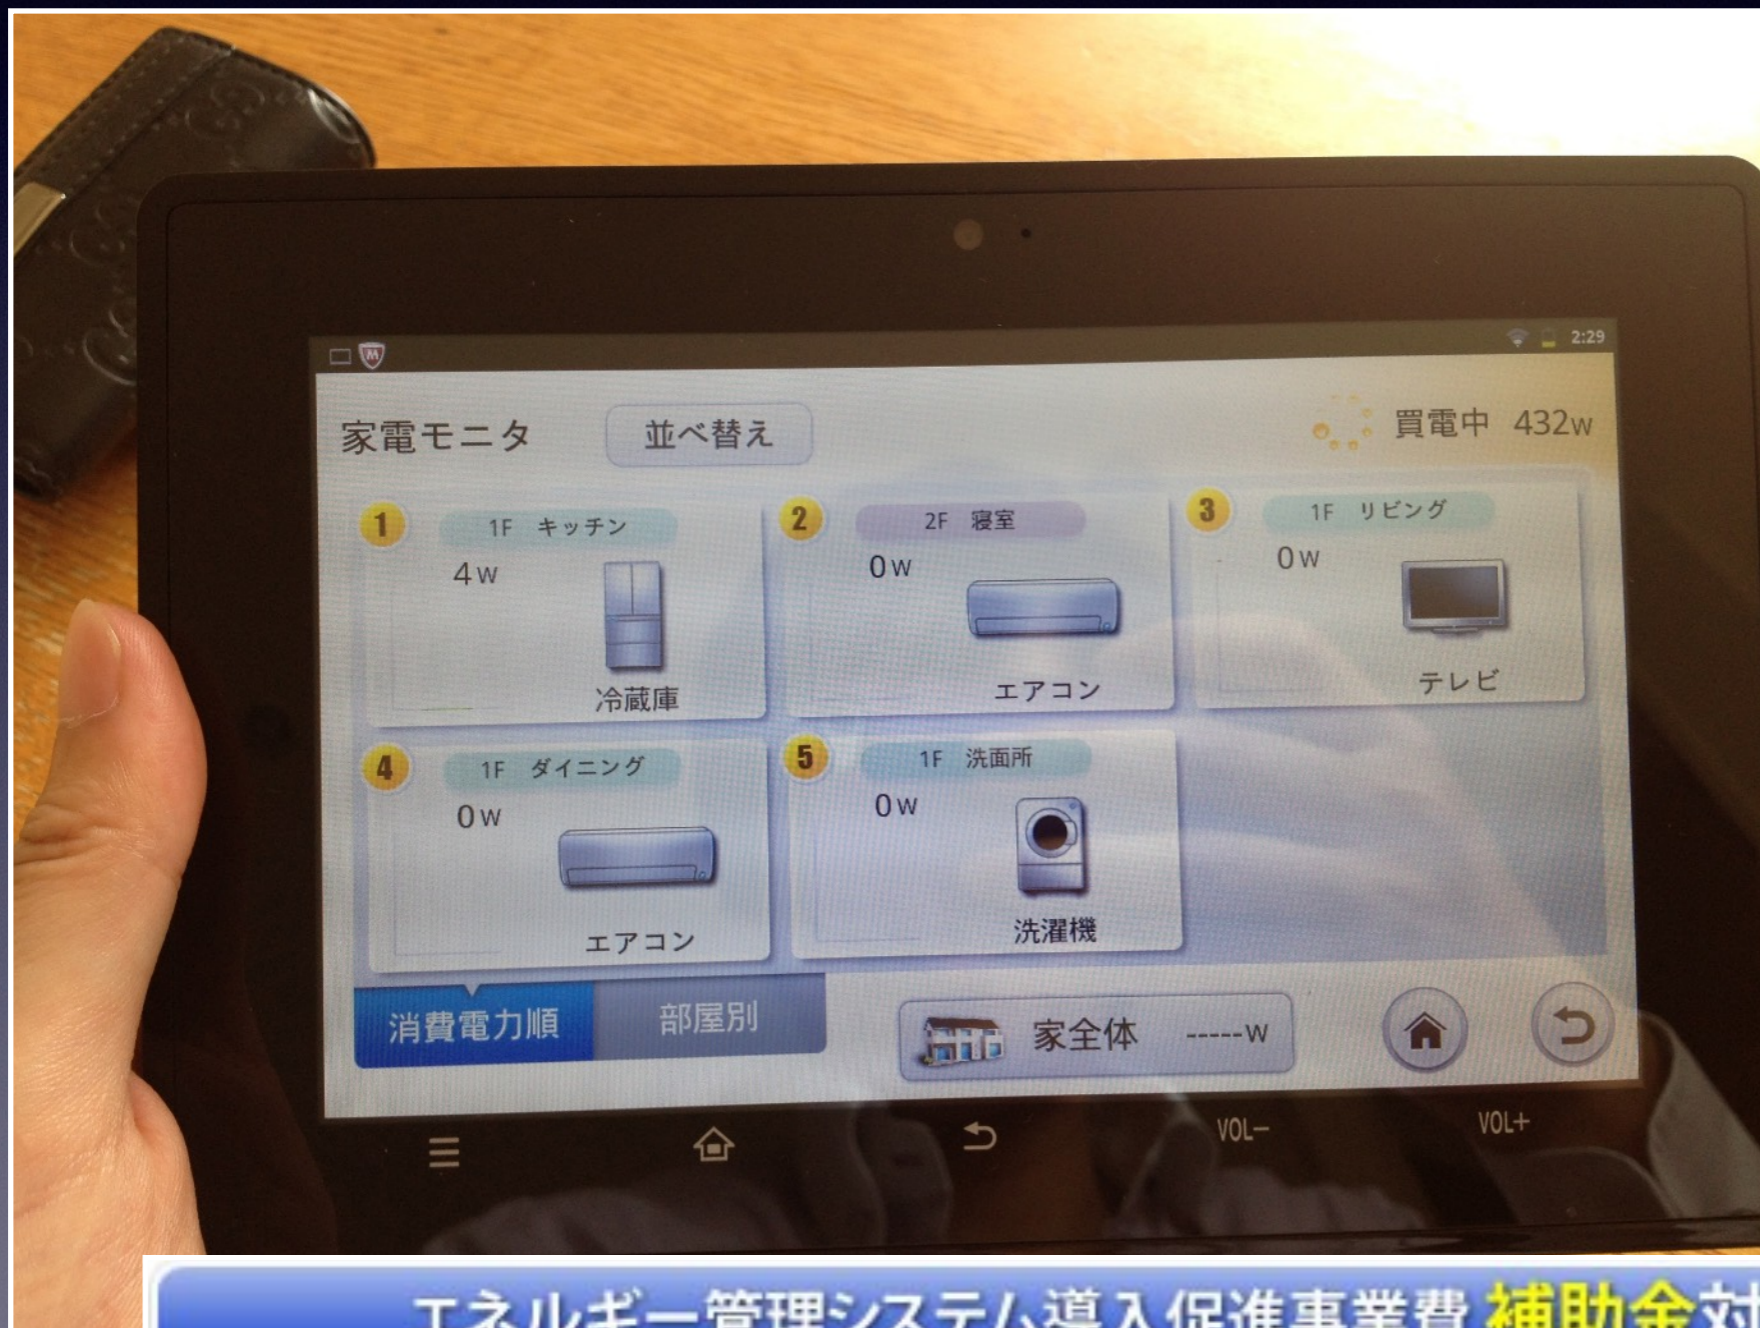 2:29
家電モニタ 並べ替え 買電中 432W
1 1F キッチン 2 2F 寝室 3 1F リビング
4W 0W 0W
冷蔵庫 エアコン テレビ
4 1F ダイニング 5 1F 洗面所
0W 0W
エアコン 洗濯機
消費電力順 部屋別 家全体 -----W
VOL− VOL+
エネルギー管理システム導入促進事業費 補助金対